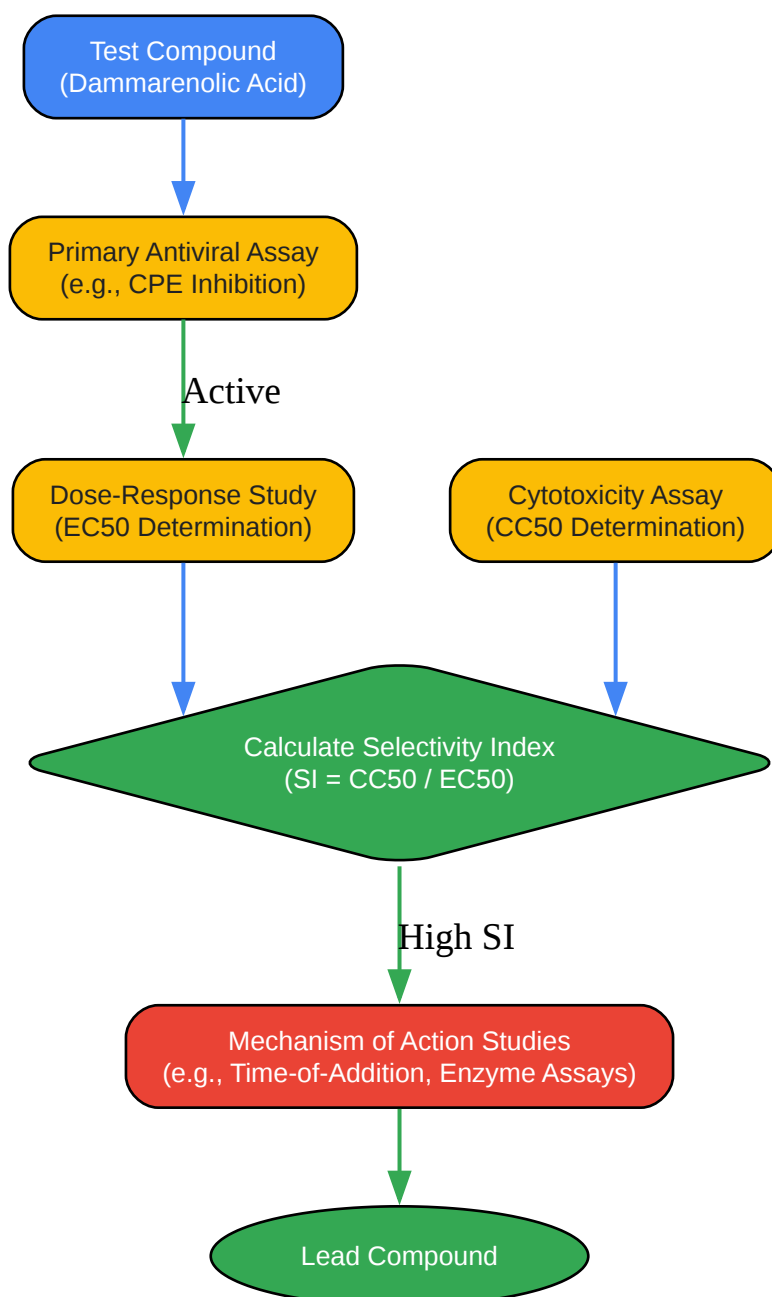 Test Compound
(Dammarenolic Acid)
Primary Antiviral Assay
(e.g., CPE Inhibition)
Active
Dose-Response Study
(EC50 Determination)
Cytotoxicity Assay
(CC50 Determination)
Calculate Selectivity Index
(SI = CC50 / EC50)
High SI
Mechanism of Action Studies
(e.g., Time-of-Addition, Enzyme Assays)
Lead Compound